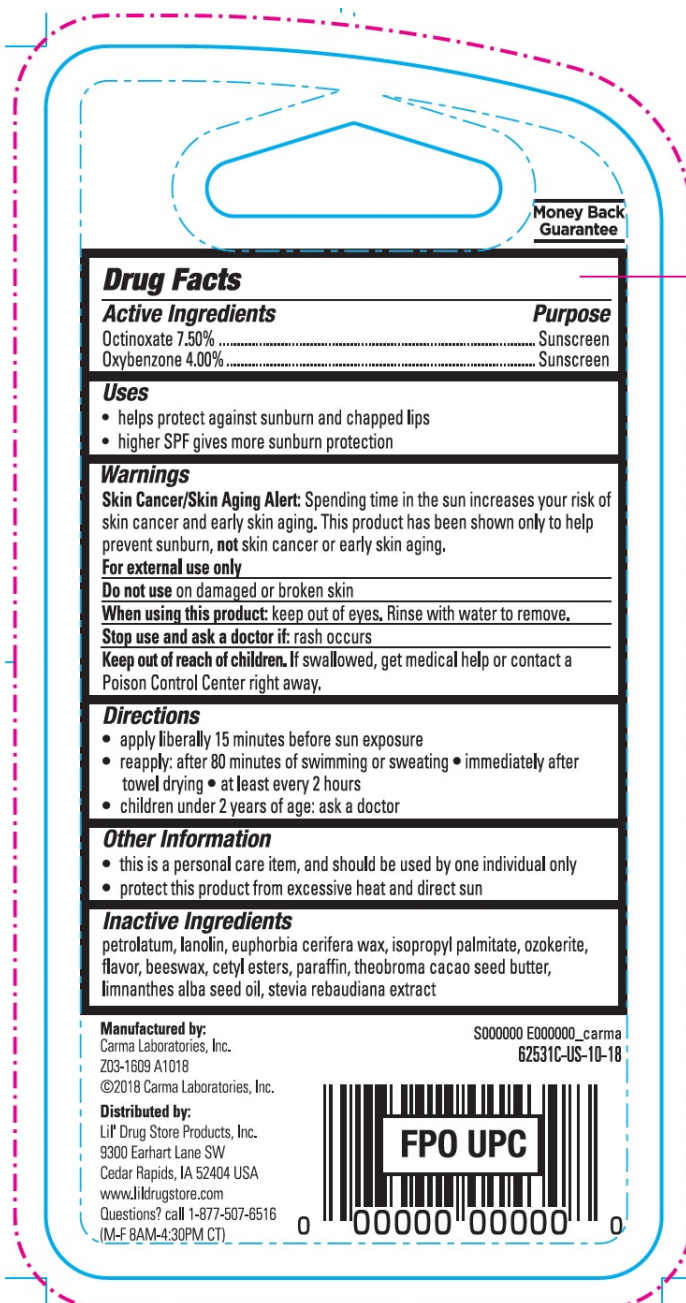 Money Back
Guarantee
Drug Facts
Active Ingredients Purpose
Octinoxate 7.50% ........................ Sunscreen
Oxybenzone 4.00% ........................ Sunscreen
Uses
• helps protect against sunburn and chapped lips
• higher SPF gives more sunburn protection
Warnings
Skin Cancer/Skin Aging Alert: Spending time in the sun increases your risk of
skin cancer and early skin aging. This product has been shown only to help
prevent sunburn, not skin cancer or early skin aging.
For external use only
Do not use on damaged or broken skin
When using this product: keep out of eyes. Rinse with water to remove.
Stop use and ask a doctor if: rash occurs
Keep out of reach of children. If swallowed, get medical help or contact a
Poison Control Center right away.
Directions
• apply liberally 15 minutes before sun exposure
• reapply: after 80 minutes of swimming or sweating • immediately after
towel drying • at least every 2 hours
• children under 2 years of age: ask a doctor
Other Information
• this is a personal care item, and should be used by one individual only
• protect this product from excessive heat and direct sun
Inactive Ingredients
petrolatum, lanolin, euphorbia cerifera wax, isopropyl palmitate, ozokerite,
flavor, beeswax, cetyl esters, paraffin, theobroma cacao seed butter,
limnanthes alba seed oil, stevia rebaudiana extract
Manufactured by:
Carma Laboratories, Inc.
Z03-1609 A1018
©2018 Carma Laboratories, Inc.
Distributed by:
Lil' Drug Store Products, Inc.
9300 Earhart Lane SW
Cedar Rapids, IA 52404 USA
www.lildrugstore.com
Questions? call 1-877-507-6516
(M-F 8AM-4:30PM CT)
S000000 E000000_carma
62531C-US-10-18
FPO UPC
0 00000 00000 0